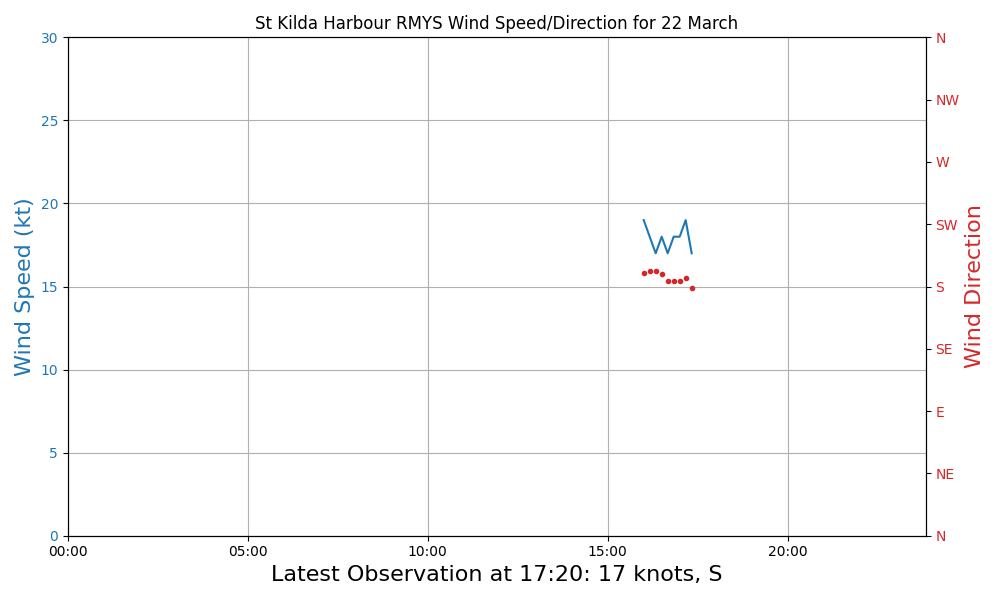 St Kilda Harbour RMYS Wind Speed/Direction for 22 March
30
25
20
15
10
5
0
Wind Speed (kt)
N
NW
W
SW
S
SE
E
NE
N
Wind Direction
00:00
05:00
10:00
15:00
20:00
Latest Observation at 17:20: 17 knots, S